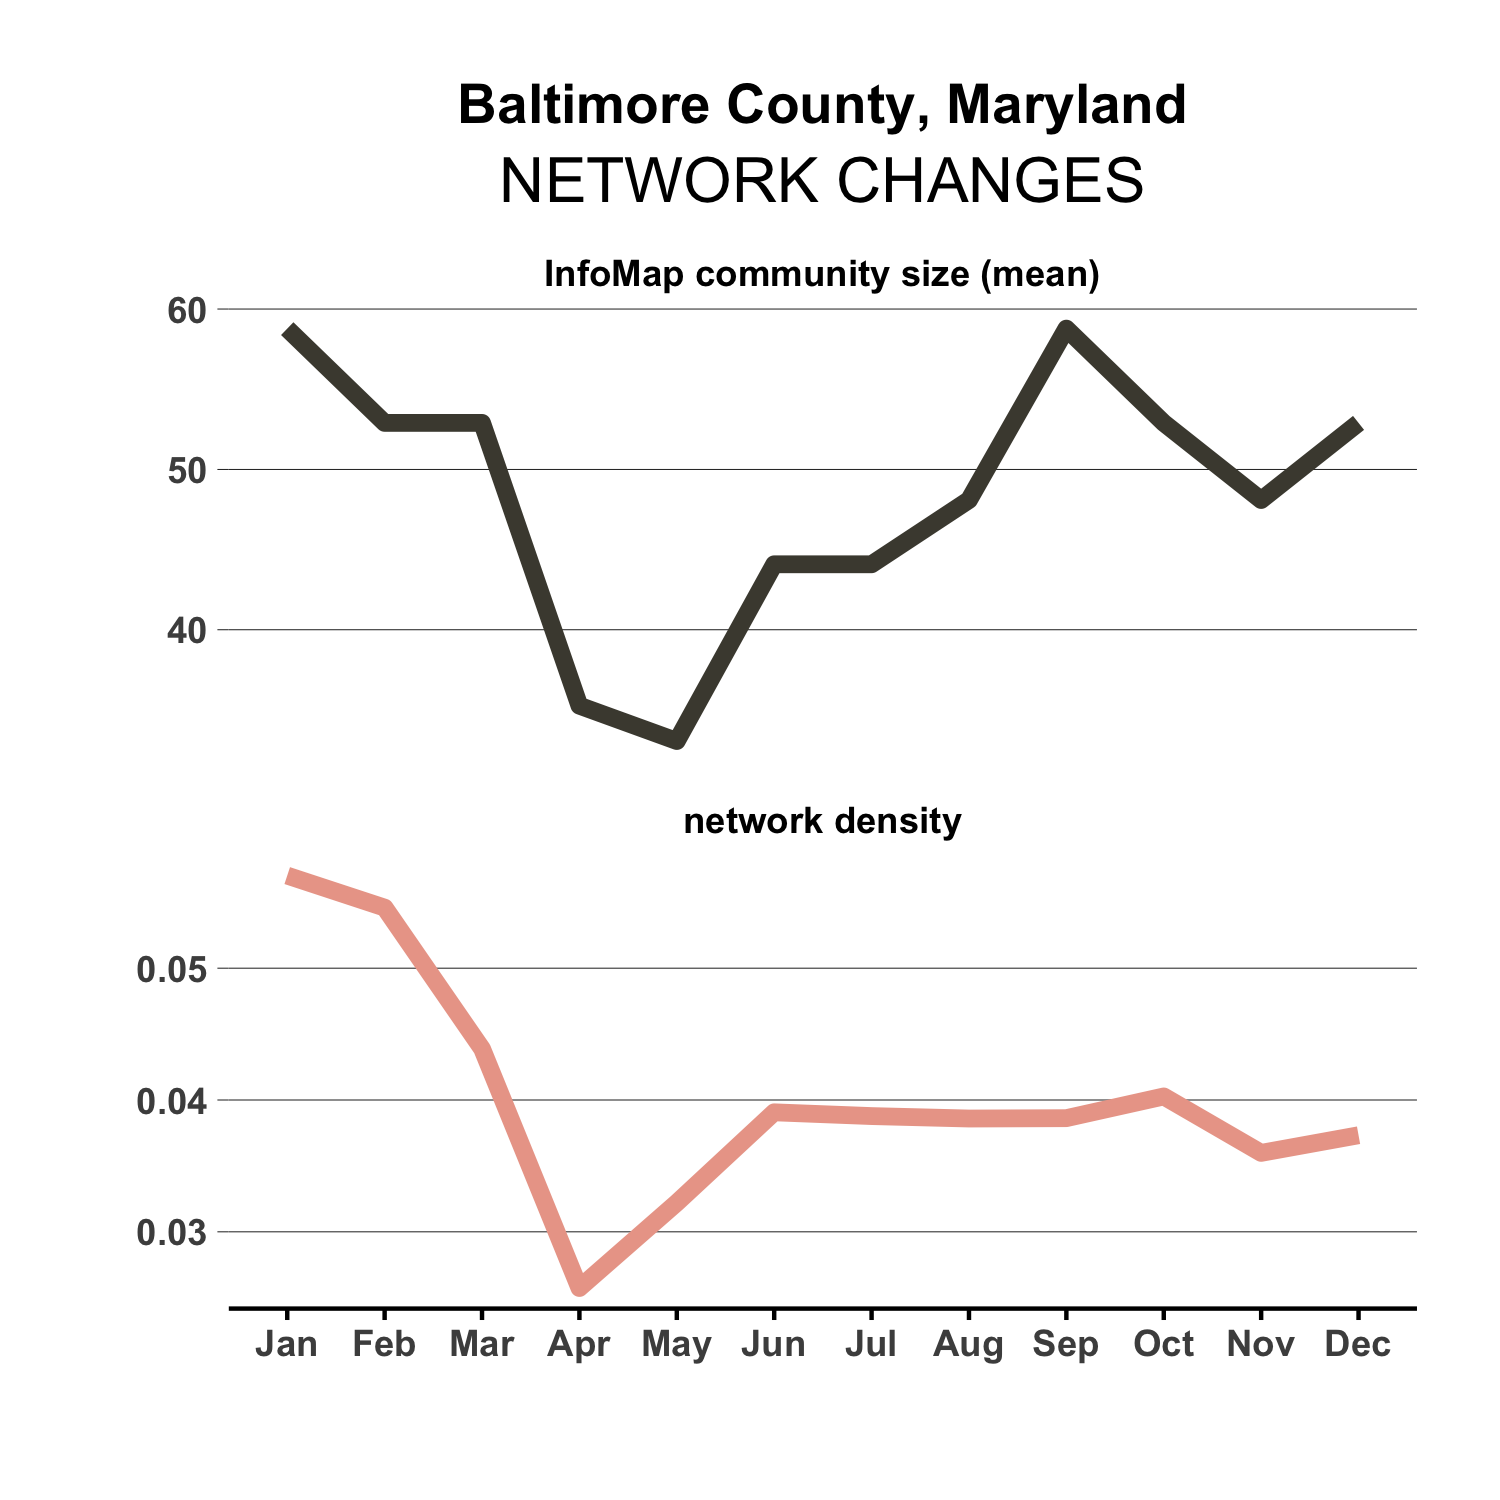 Baltimore County, Maryland
NETWORK CHANGES
InfoMap community size (mean)
60
50
40
network density
0.05
0.04
0.03
Jan Feb Mar Apr May Jun Jul Aug Sep Oct Nov Dec